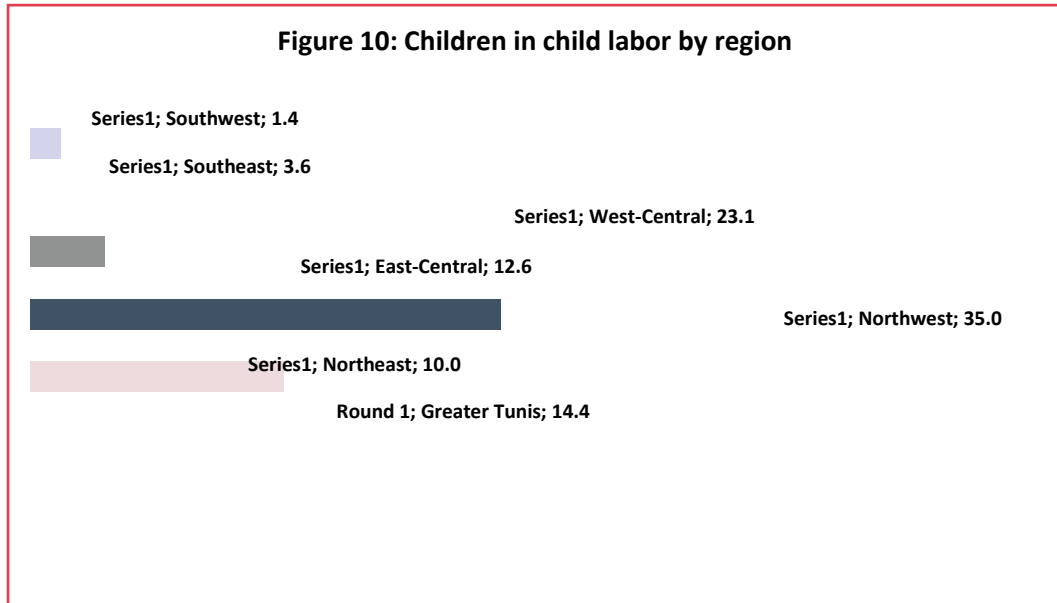 Figure 10: Children in child labor by region
Series1; Southwest; 1.4
Series1; Southeast; 3.6
Series1; West-Central; 23.1
Series1; East-Central; 12.6
Series1; Northwest; 35.0
Series1; Northeast; 10.0
Round 1; Greater Tunis; 14.4